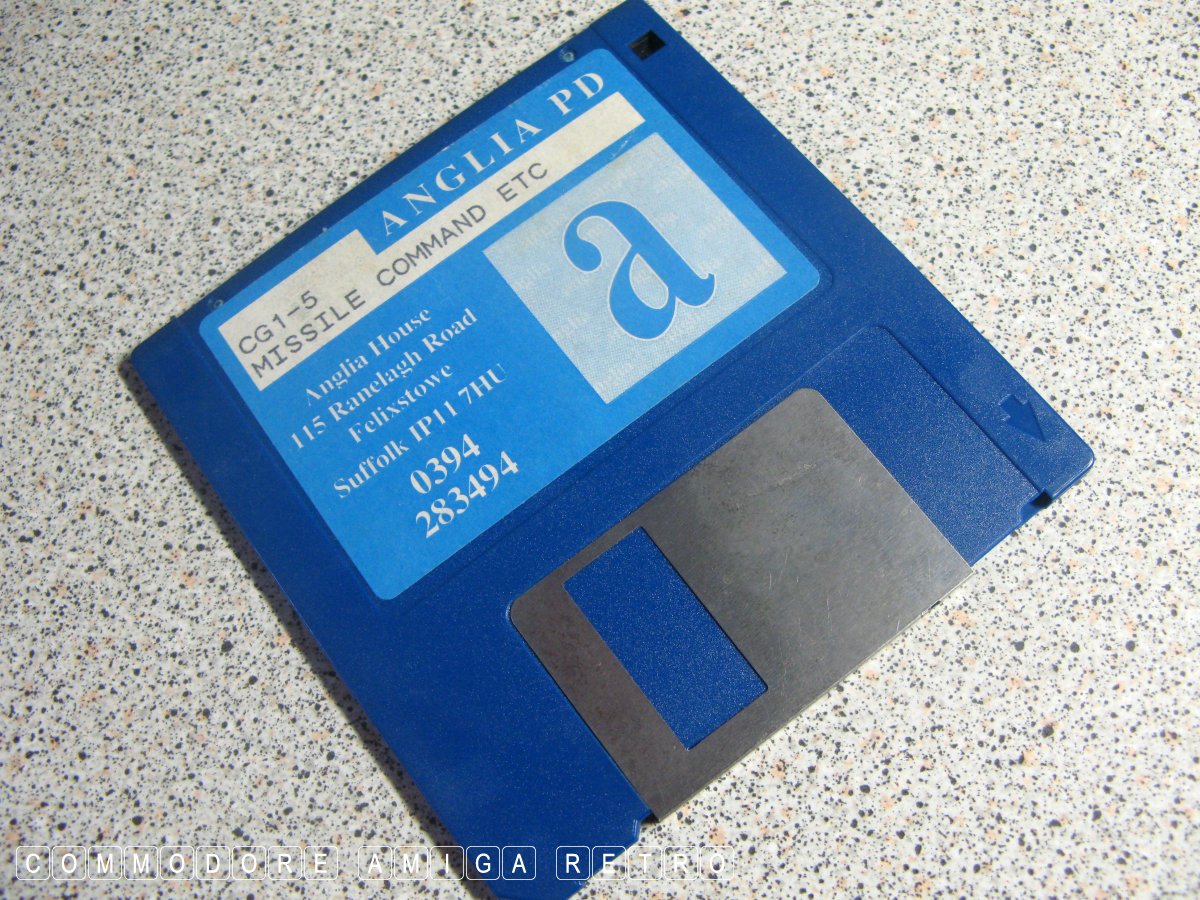 ANGLIA PD
CG1-5
MISSILE COMMAND ETC
Anglia House
115 Ranelagh Road
Felixstowe
Suffolk IP11 7HU
0394
283494
a
COMMODORE AMIGA RETRO